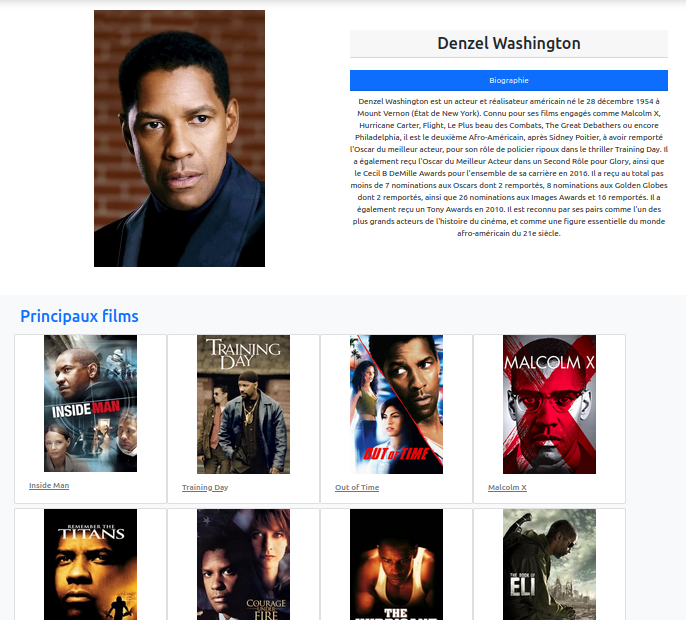 Denzel Washington
Biographie
Denzel Washington est un acteur et réalisateur américain né le 28 décembre 1954 à
Mount Vernon (État de New York). Connu pour ses films engagés comme Malcolm X,
Hurricane Carter, Flight, Le Plus beau des Combats, The Great Debathers ou encore
Philadelphia, il est le deuxième Afro-Américain, après Sidney Poitier, à avoir remporté
l'Oscar du meilleur acteur, pour son rôle de policier ripoux dans le thriller Training Day. Il
a également reçu l'Oscar du Meilleur Acteur dans un Second Rôle pour Glory, ainsi que
le Cecil B DeMille Awards pour l'ensemble de sa carrière en 2016. Il a reçu au total pas
moins de 7 nominations aux Oscars dont 2 remportés, 8 nominations aux Golden Globes
dont 2 remportés, ainsi que 26 nominations aux Images Awards et 16 remportés. Il a
également reçu un Tony Awards en 2010. Il est reconnu par ses pairs comme l'un des
plus grands acteurs de l'histoire du cinéma, et comme une figure essentielle du monde
afro-américain du 21e siècle.
Principaux films
INSIDE MAN
TRAINING
DAY
OUT OF TIME
MALCOLM X
Inside Man
Training Day
Out of Time
Malcolm X
REMEMBER THE
TITANS
COURAGE
UNDER
FIRE
THE
HURRICANE
THE BOOK OF
ELI